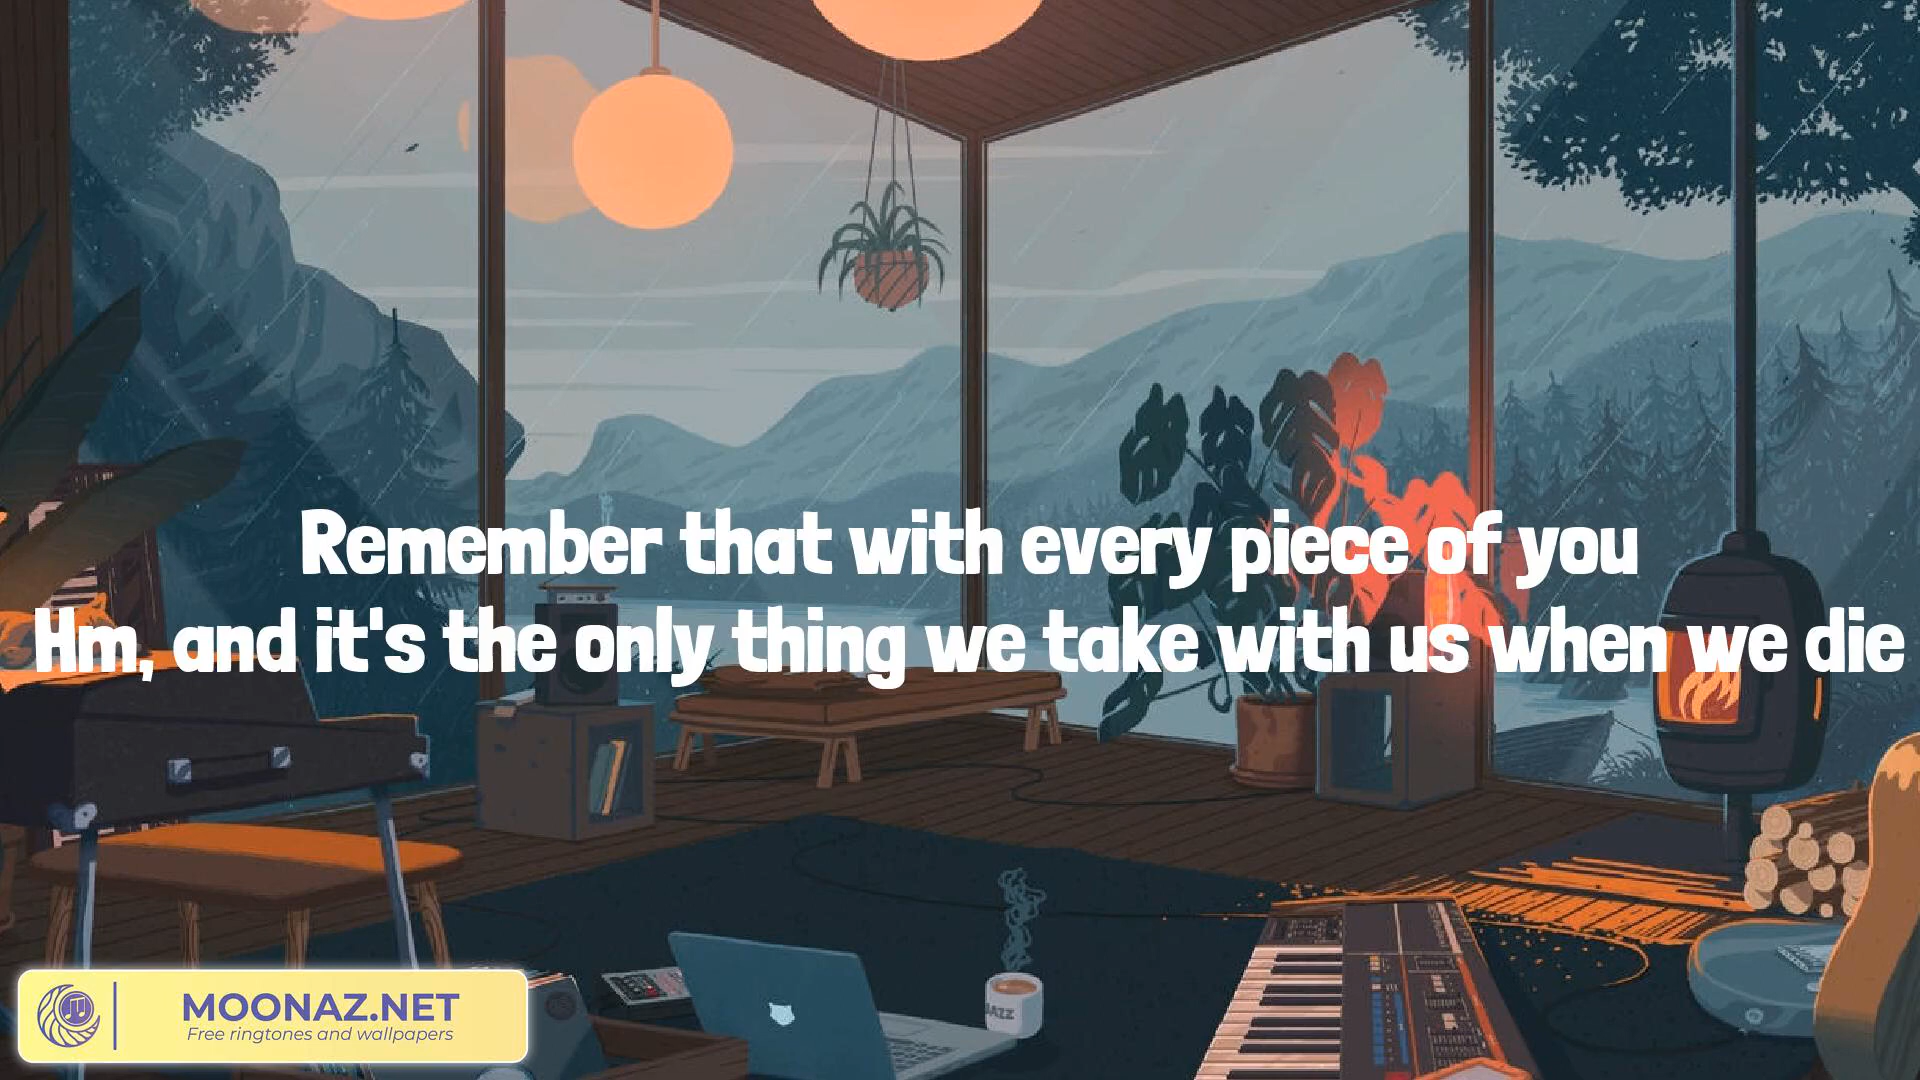 Remember that with every piece of you
Hm, and it's the only thing we take with us when we die
JAZZ
MOONAZ.NET
Free ringtones and wallpapers